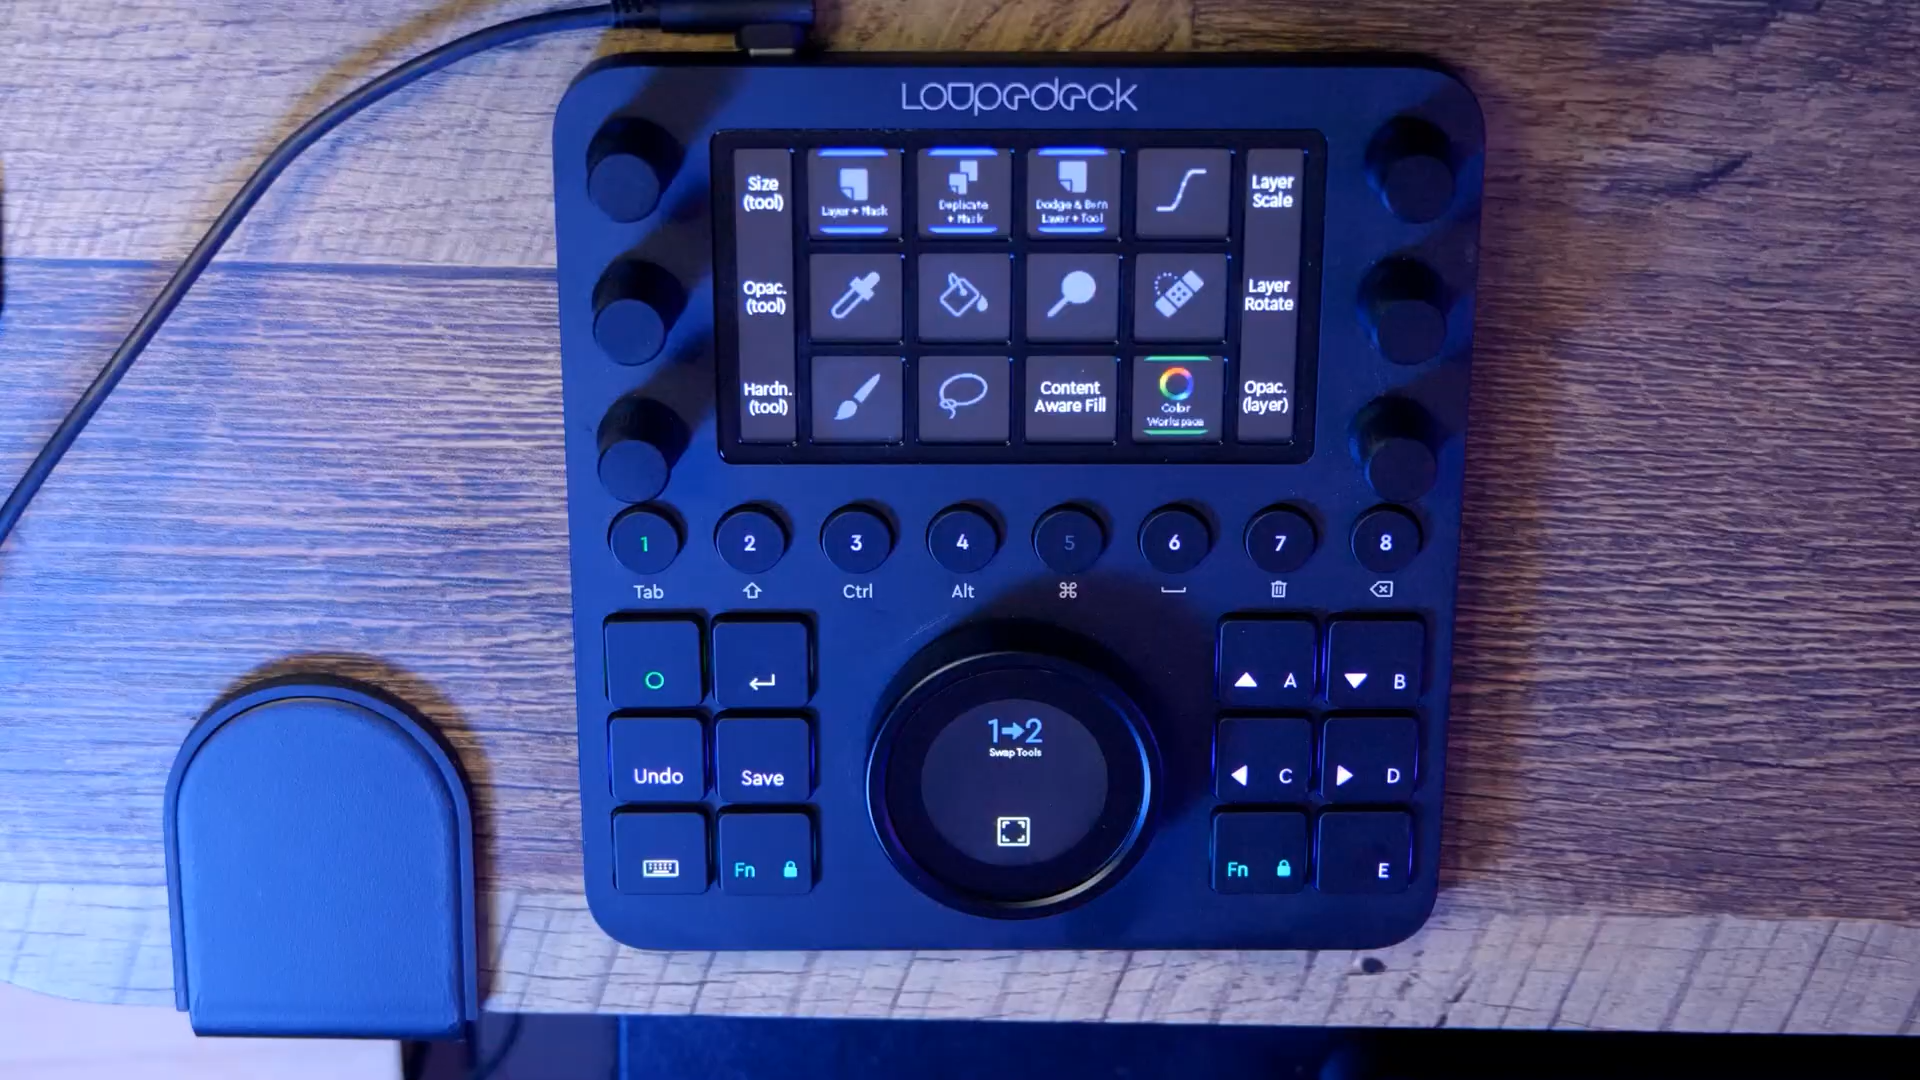 Loupedeck
Size
(tool)
Layer + Mask
Duplicate
+ Mask
Dodge & Burn
Layer + Tool
Layer
Scale
Opac.
(tool)
Layer
Rotate
Hardn.
(tool)
Content
Aware Fill
Color
Workspace
Opac.
(layer)
1 2 3 4 5 6 7 8
Tab ⇧ Ctrl Alt ⌘
A B
1→2
Swap Tools
Undo Save
C D
Fn
Fn
E